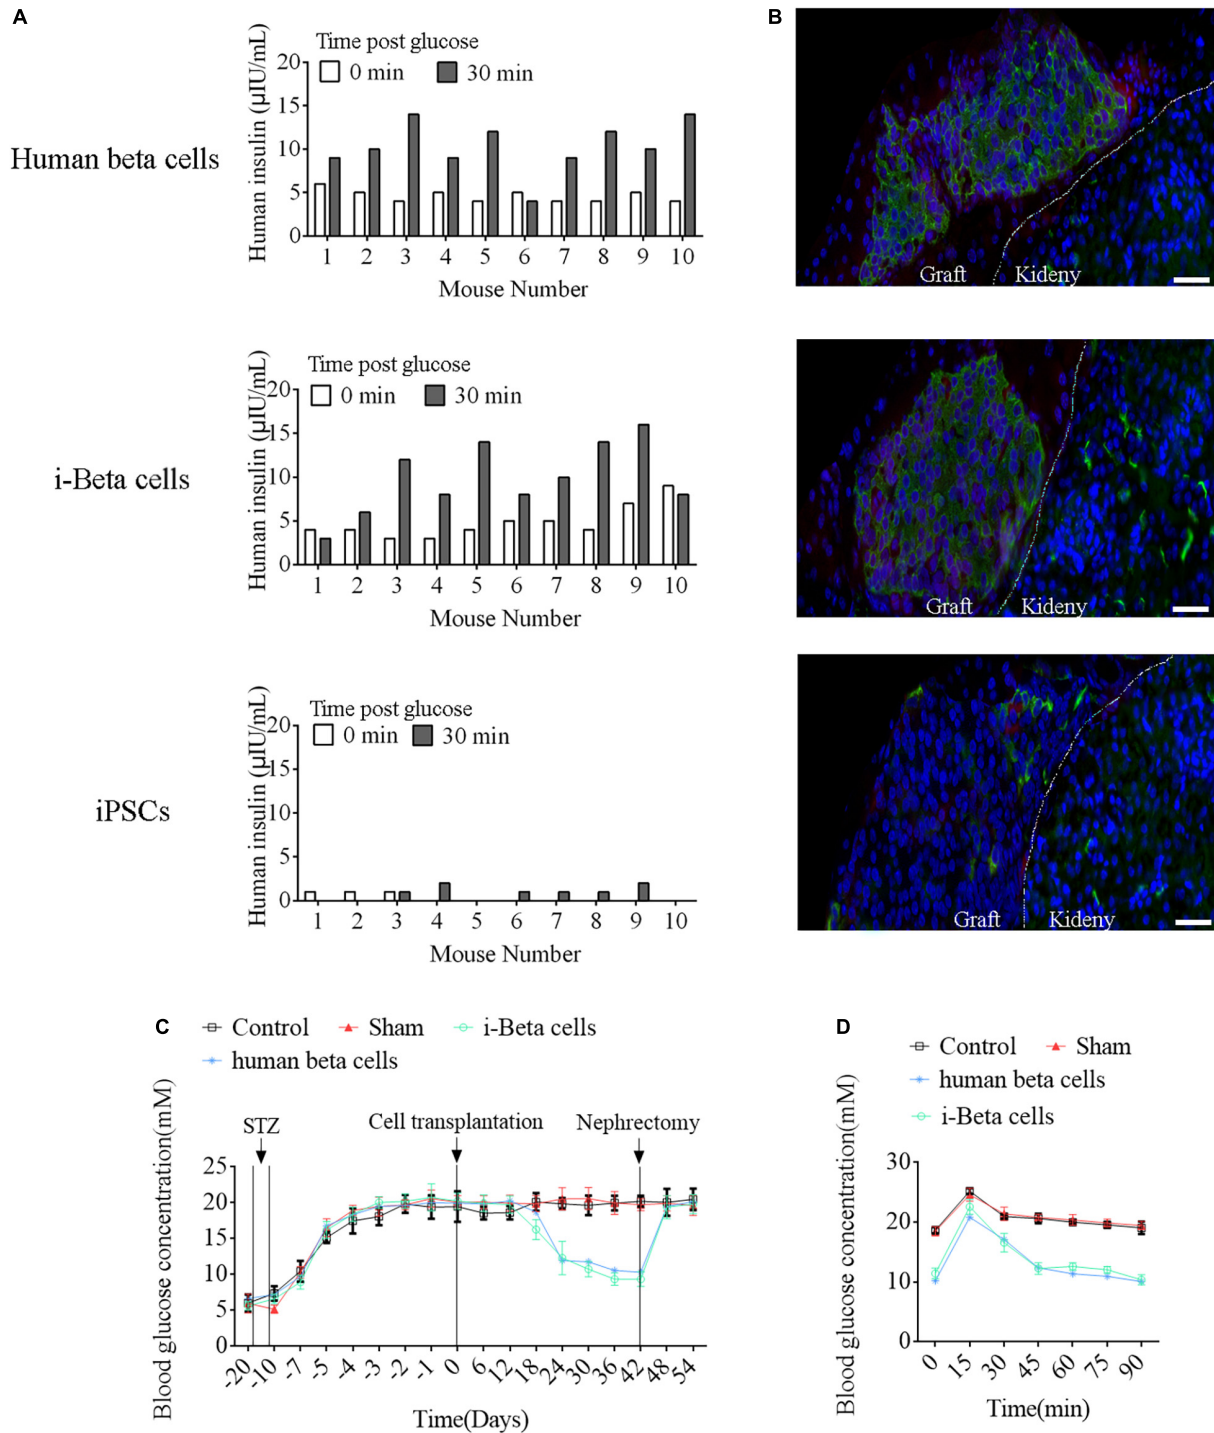 A
Human beta cells
Human insulin (µIU/mL)
Time post glucose
0 min 30 min
20
15
10
5
0
1 2 3 4 5 6 7 8 9 10
Mouse Number
i-Beta cells
Human insulin (µIU/mL)
Time post glucose
0 min 30 min
20
15
10
5
0
1 2 3 4 5 6 7 8 9 10
Mouse Number
iPSCs
Human insulin (µIU/mL)
Time post glucose
0 min 30 min
20
15
10
5
0
1 2 3 4 5 6 7 8 9 10
Mouse Number
B
Graft Kideny
Graft Kideny
Graft Kideny
C
Control Sham i-Beta cells
human beta cells
Blood glucose concentration(mM)
STZ Cell transplantation Nephrectomy
25
20
15
10
5
0
-20 -10 -7 -5 -4 -3 -2 -1 0 6 12 18 24 30 36 42 48 54
Time(Days)
D
Control Sham
human beta cells
i-Beta cells
Blood glucose concentration(mM)
30
20
10
0
0 15 30 45 60 75 90
Time(min)